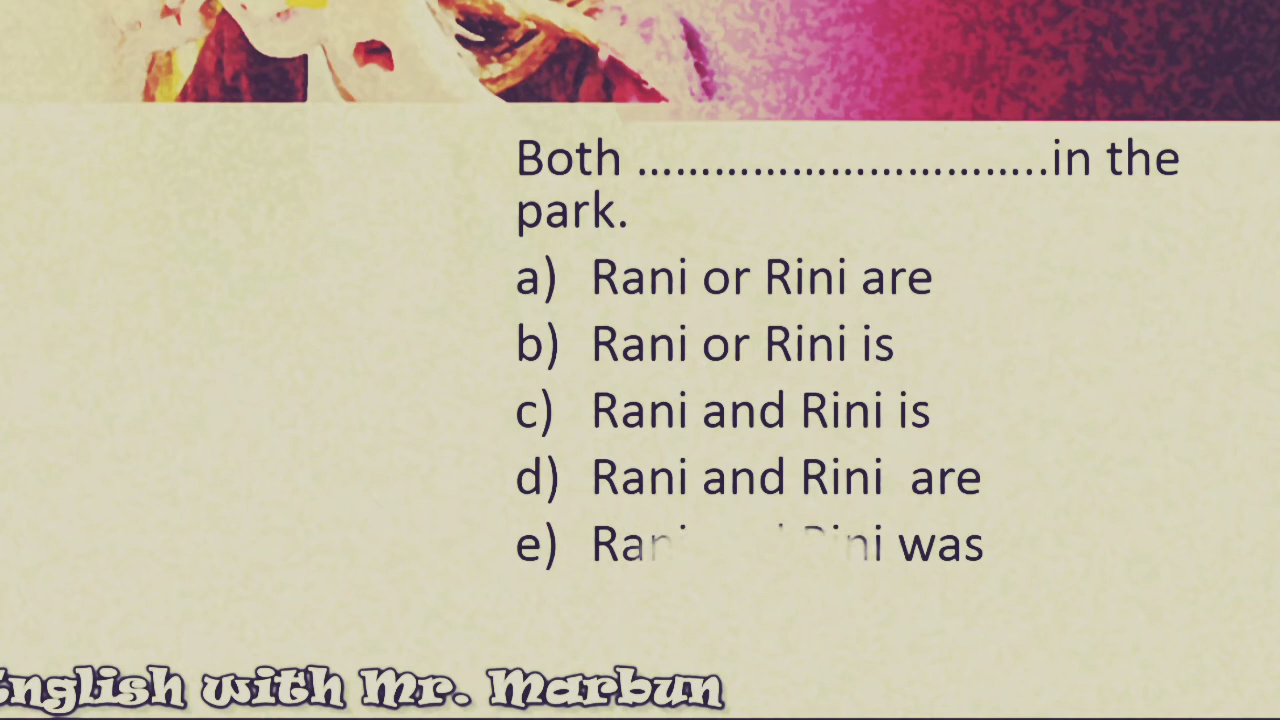 Both ……………………………..in the
park.
a) Rani or Rini are
b) Rani or Rini is
c) Rani and Rini is
d) Rani and Rini are
e) Rini was
English with Mr. Marbun